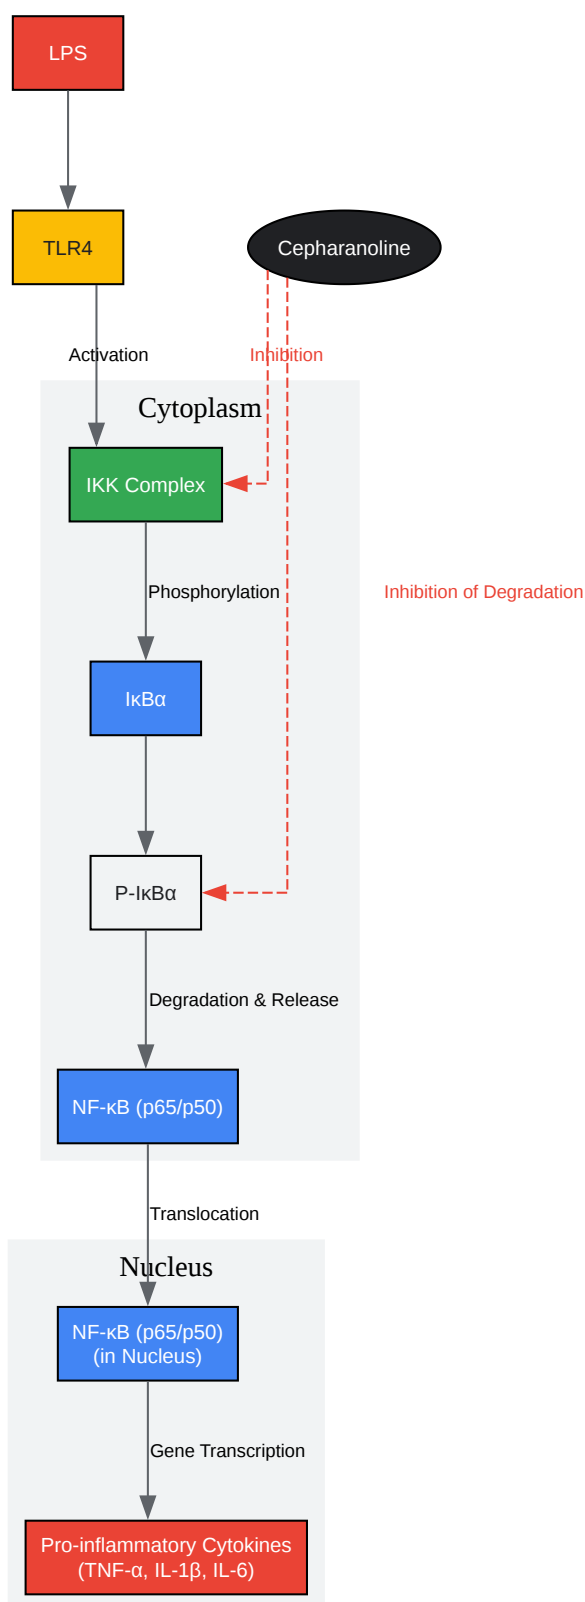 LPS
TLR4
Cepharanoline
Activation
Inhibition
Cytoplasm
IKK Complex
Phosphorylation
Inhibition of Degradation
IκBα
P-IκBα
Degradation & Release
NF-κB (p65/p50)
Translocation
Nucleus
NF-κB (p65/p50)
(in Nucleus)
Gene Transcription
Pro-inflammatory Cytokines
(TNF-α, IL-1β, IL-6)